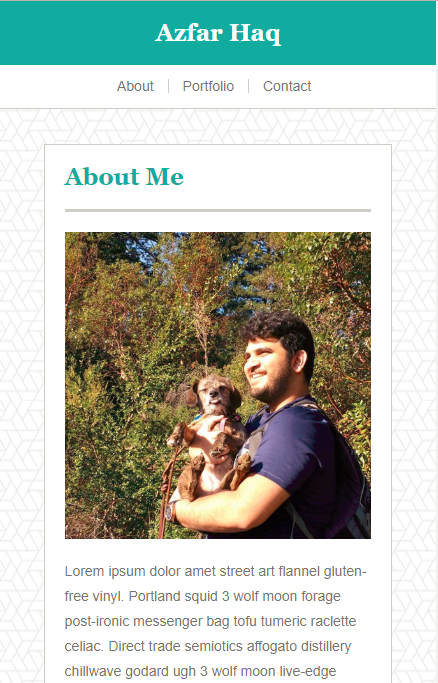 Azfar Haq
About
Portfolio
Contact
About Me
Lorem ipsum dolor amet street art flannel gluten-
free vinyl. Portland squid 3 wolf moon forage
post-ironic messenger bag tofu tumeric raclette
celiac. Direct trade semiotics affogato distillery
chillwave godard ugh 3 wolf moon live-edge